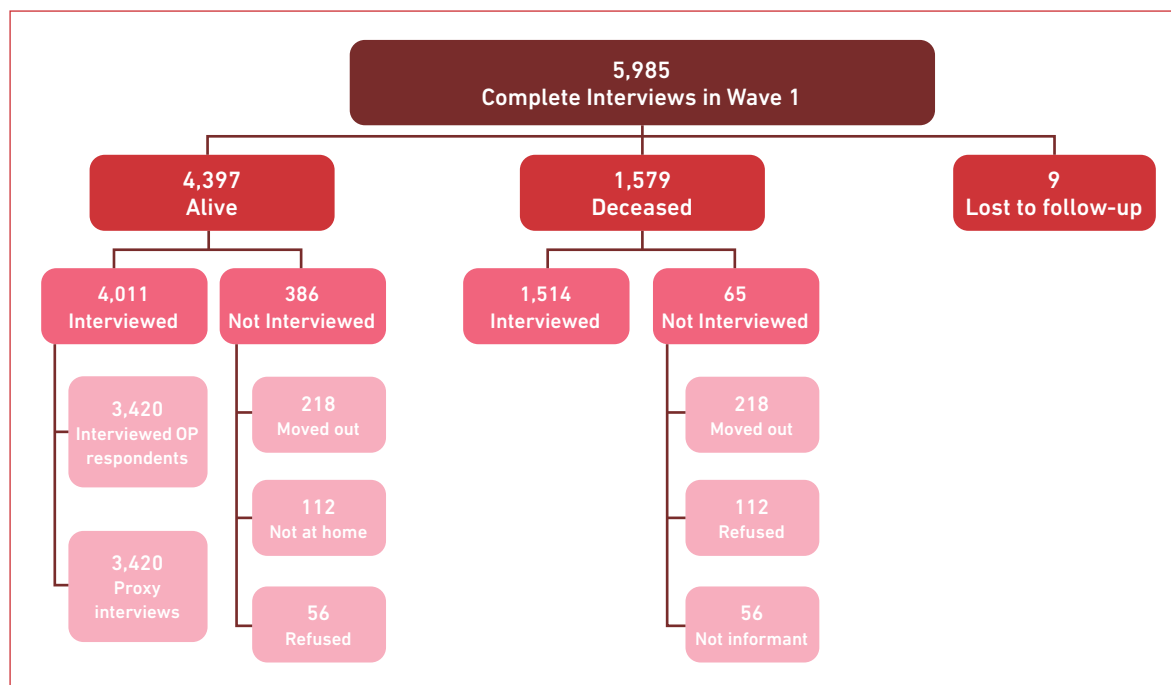 5,985
Complete Interviews in Wave 1
4,397
Alive
1,579
Deceased
9
Lost to follow-up
4,011
Interviewed
386
Not Interviewed
1,514
Interviewed
65
Not Interviewed
3,420
Interviewed OP
respondents
3,420
Proxy
interviews
218
Moved out
112
Not at home
56
Refused
218
Moved out
112
Refused
56
Not informant